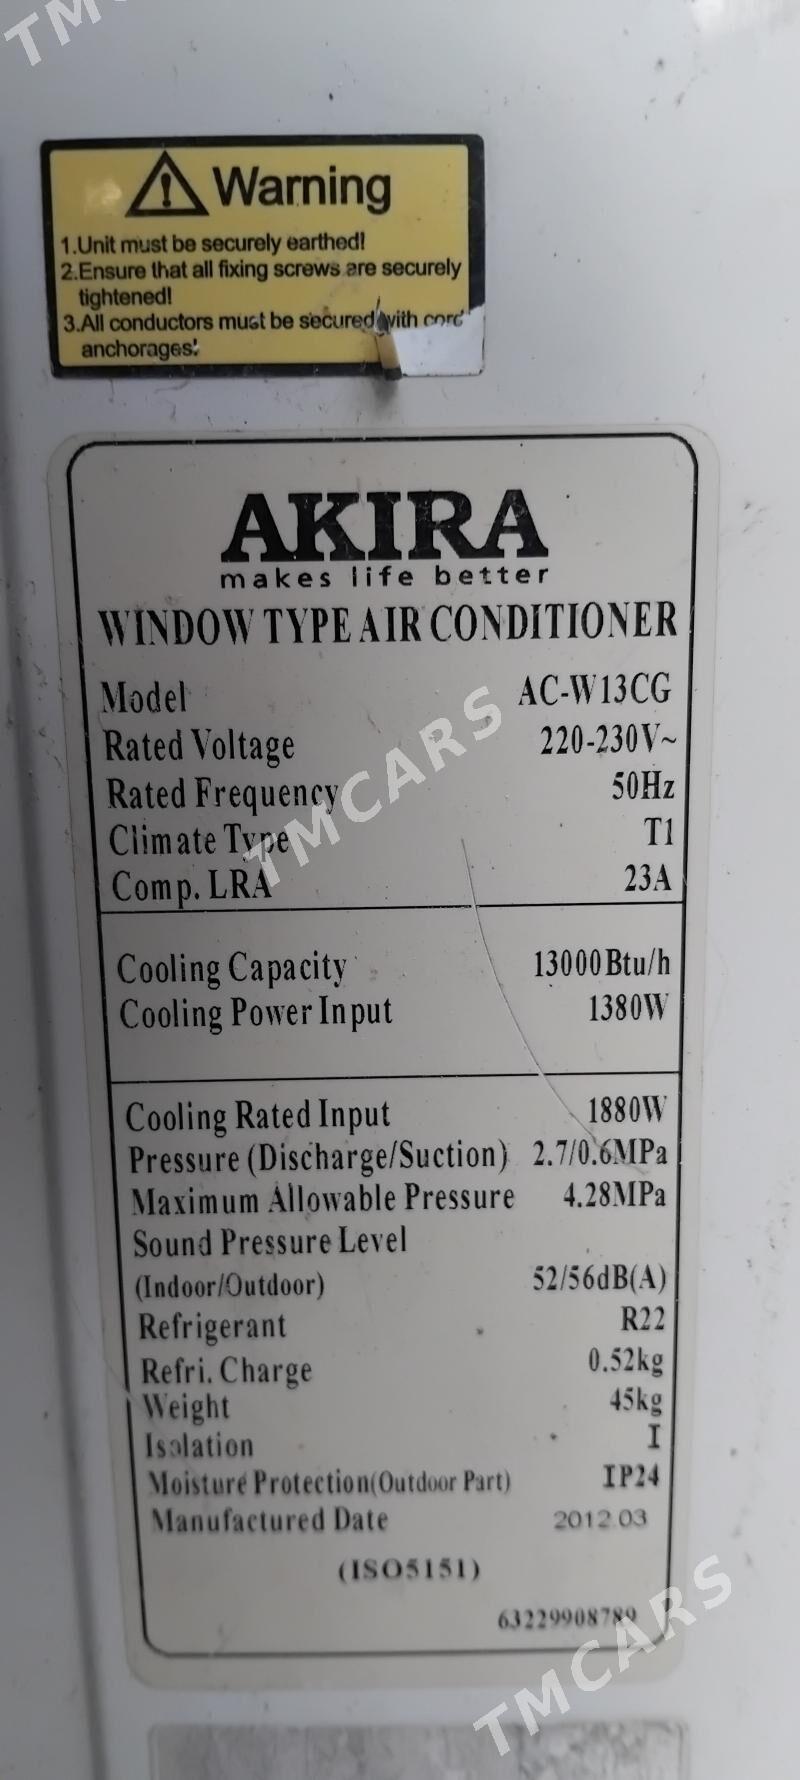 TMCARS
Warning
1.Unit must be securely earthed!
2.Ensure that all fixing screws are securely
tightened!
3.All conductors must be secured with cord
anchorages!
AKIRA
makes life better
WINDOW TYPE AIR CONDITIONER
Model AC-W13CG
Rated Voltage 220-230V~
Rated Frequency 50Hz
Climate Type T1
Comp. LRA 23A
TMCARS
Cooling Capacity 13000Btu/h
Cooling Power Input 1380W
Cooling Rated Input 1880W
Pressure (Discharge/Suction) 2.7/0.6MPa
Maximum Allowable Pressure 4.28MPa
Sound Pressure Level
(Indoor/Outdoor) 52/56dB(A)
Refrigerant R22
Refri. Charge 0.52kg
Weight 45kg
Isolation I
Moisture Protection(Outdoor Part) IP24
Manufactured Date 2012.03
(ISO5151)
63229908789
TMCARS